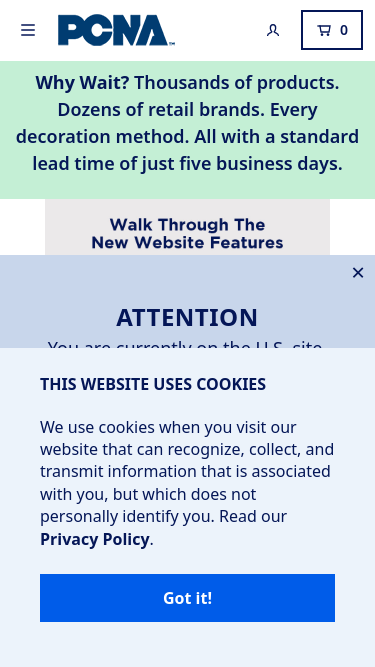 PCNA™
0
Why Wait? Thousands of products.
Dozens of retail brands. Every
decoration method. All with a standard
lead time of just five business days.
Walk Through The
New Website Features
ATTENTION
You are currently on the U.S. site.
THIS WEBSITE USES COOKIES
We use cookies when you visit our
website that can recognize, collect, and
transmit information that is associated
with you, but which does not
personally identify you. Read our
Privacy Policy.
Got it!